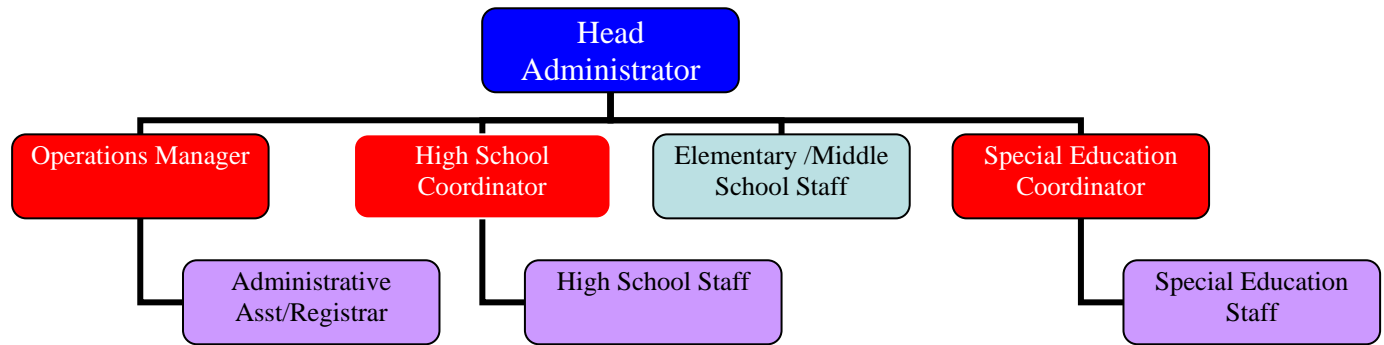 Head
Administrator
Operations Manager
High School
Coordinator
Elementary /Middle
School Staff
Special Education
Coordinator
Administrative
Asst/Registrar
High School Staff
Special Education
Staff